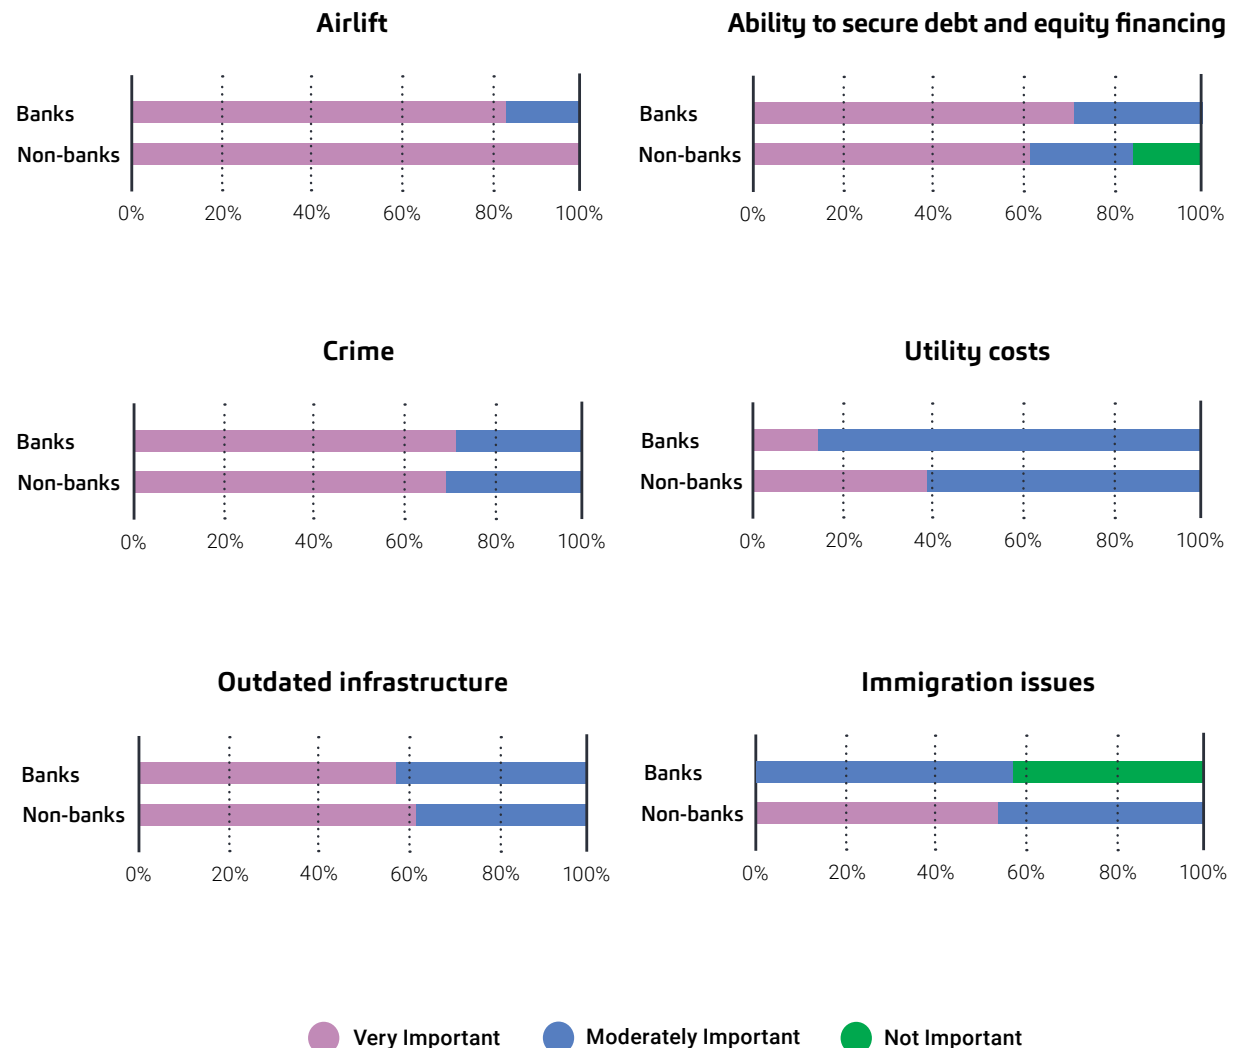 Airlift
Banks
Non-banks
0% 20% 40% 60% 80% 100%
Ability to secure debt and equity financing
Banks
Non-banks
0% 20% 40% 60% 80% 100%
Crime
Banks
Non-banks
0% 20% 40% 60% 80% 100%
Utility costs
Banks
Non-banks
0% 20% 40% 60% 80% 100%
Outdated infrastructure
Banks
Non-banks
0% 20% 40% 60% 80% 100%
Immigration issues
Banks
Non-banks
0% 20% 40% 60% 80% 100%
Very Important Moderately Important Not Important